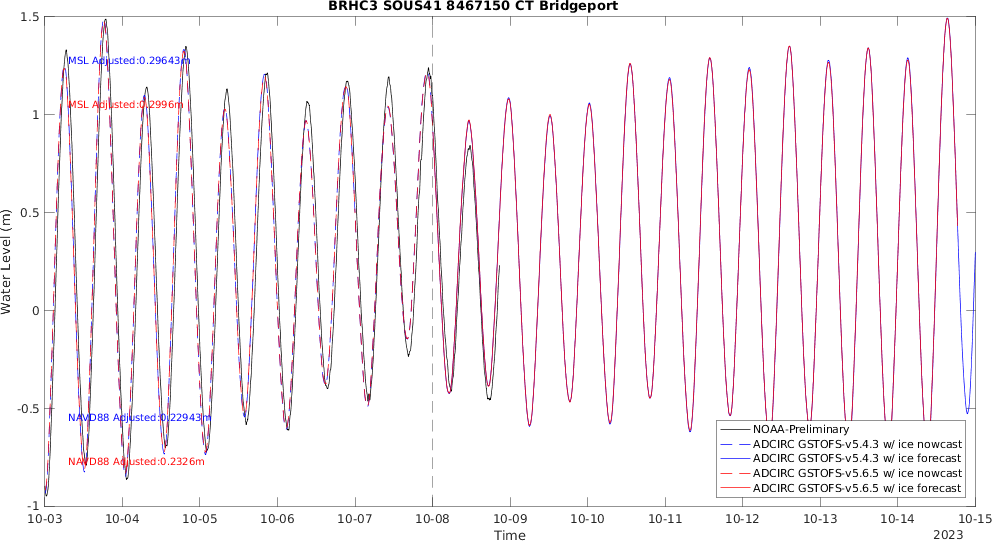 BRHC3 SOUS41 8467150 CT Bridgeport
1.5
1
0.5
0
-0.5
-1
Water Level (m)
MSL Adjusted:0.29643m
MSL Adjusted:0.2996m
NAVD88 Adjusted:0.22943m
NAVD88 Adjusted:0.2326m
NOAA-Preliminary
ADCIRC GSTOFS-v5.4.3 w/ ice nowcast
ADCIRC GSTOFS-v5.4.3 w/ ice forecast
ADCIRC GSTOFS-v5.6.5 w/ ice nowcast
ADCIRC GSTOFS-v5.6.5 w/ ice forecast
10-03 10-04 10-05 10-06 10-07 10-08 10-09 10-10 10-11 10-12 10-13 10-14 10-15
Time
2023